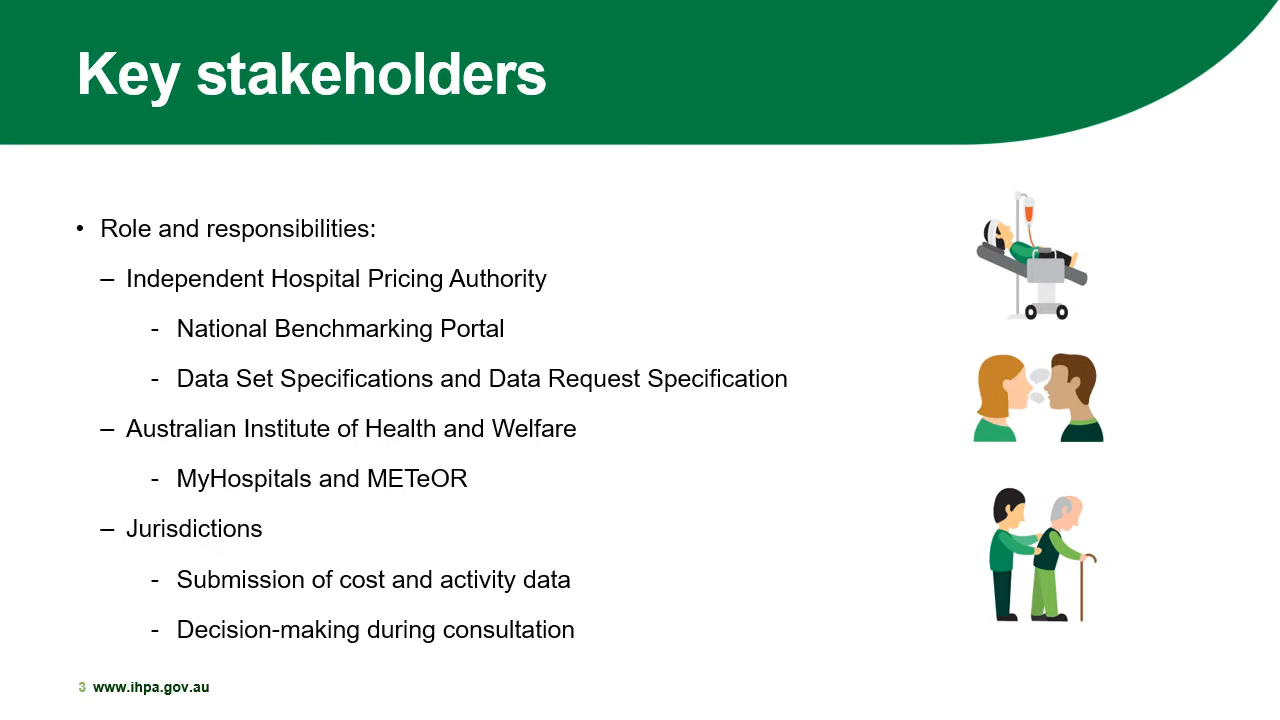 Key stakeholders
• Role and responsibilities:
– Independent Hospital Pricing Authority
- National Benchmarking Portal
- Data Set Specifications and Data Request Specification
– Australian Institute of Health and Welfare
- MyHospitals and METeOR
– Jurisdictions
- Submission of cost and activity data
- Decision-making during consultation
3 www.ihpa.gov.au